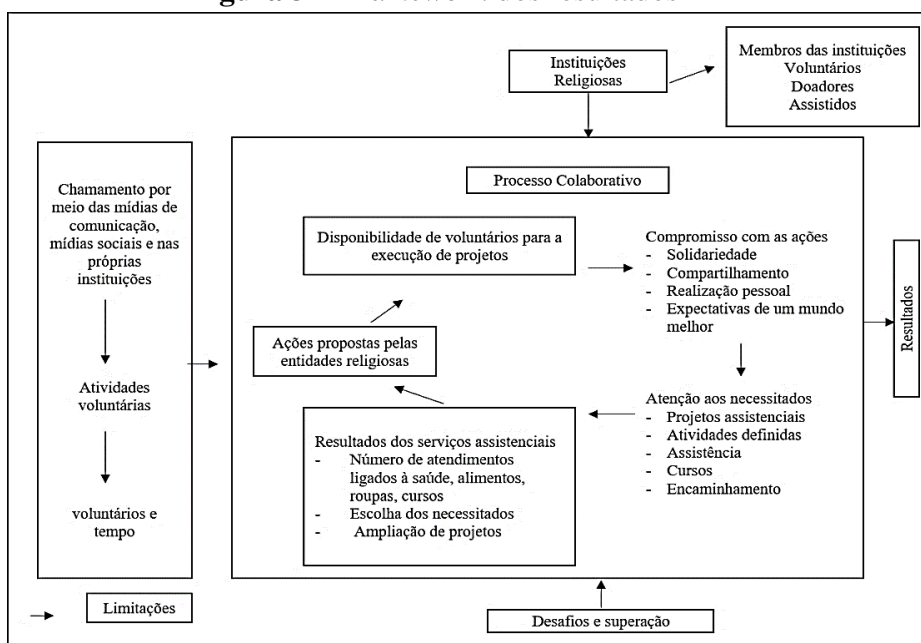 Instituições
Religiosas
Membros das instituições
Voluntários
Doadores
Assistidos
Chamamento por
meio das mídias de
comunicação,
mídias sociais e nas
próprias
instituições
Atividades
voluntárias
voluntários e
tempo
Processo Colaborativo
Disponibilidade de voluntários para a
execução de projetos
Compromisso com as ações
- Solidariedade
- Compartilhamento
- Realização pessoal
- Expectativas de um mundo
melhor
Ações propostas pelas
entidades religiosas
Atenção aos necessitados
- Projetos assistenciais
- Atividades definidas
- Assistência
- Cursos
- Encaminhamento
Resultados dos serviços assistenciais
- Número de atendimentos
ligados à saúde, alimentos,
roupas, cursos
- Escolha dos necessitados
- Ampliação de projetos
Resultados
Limitações
Desafios e superação